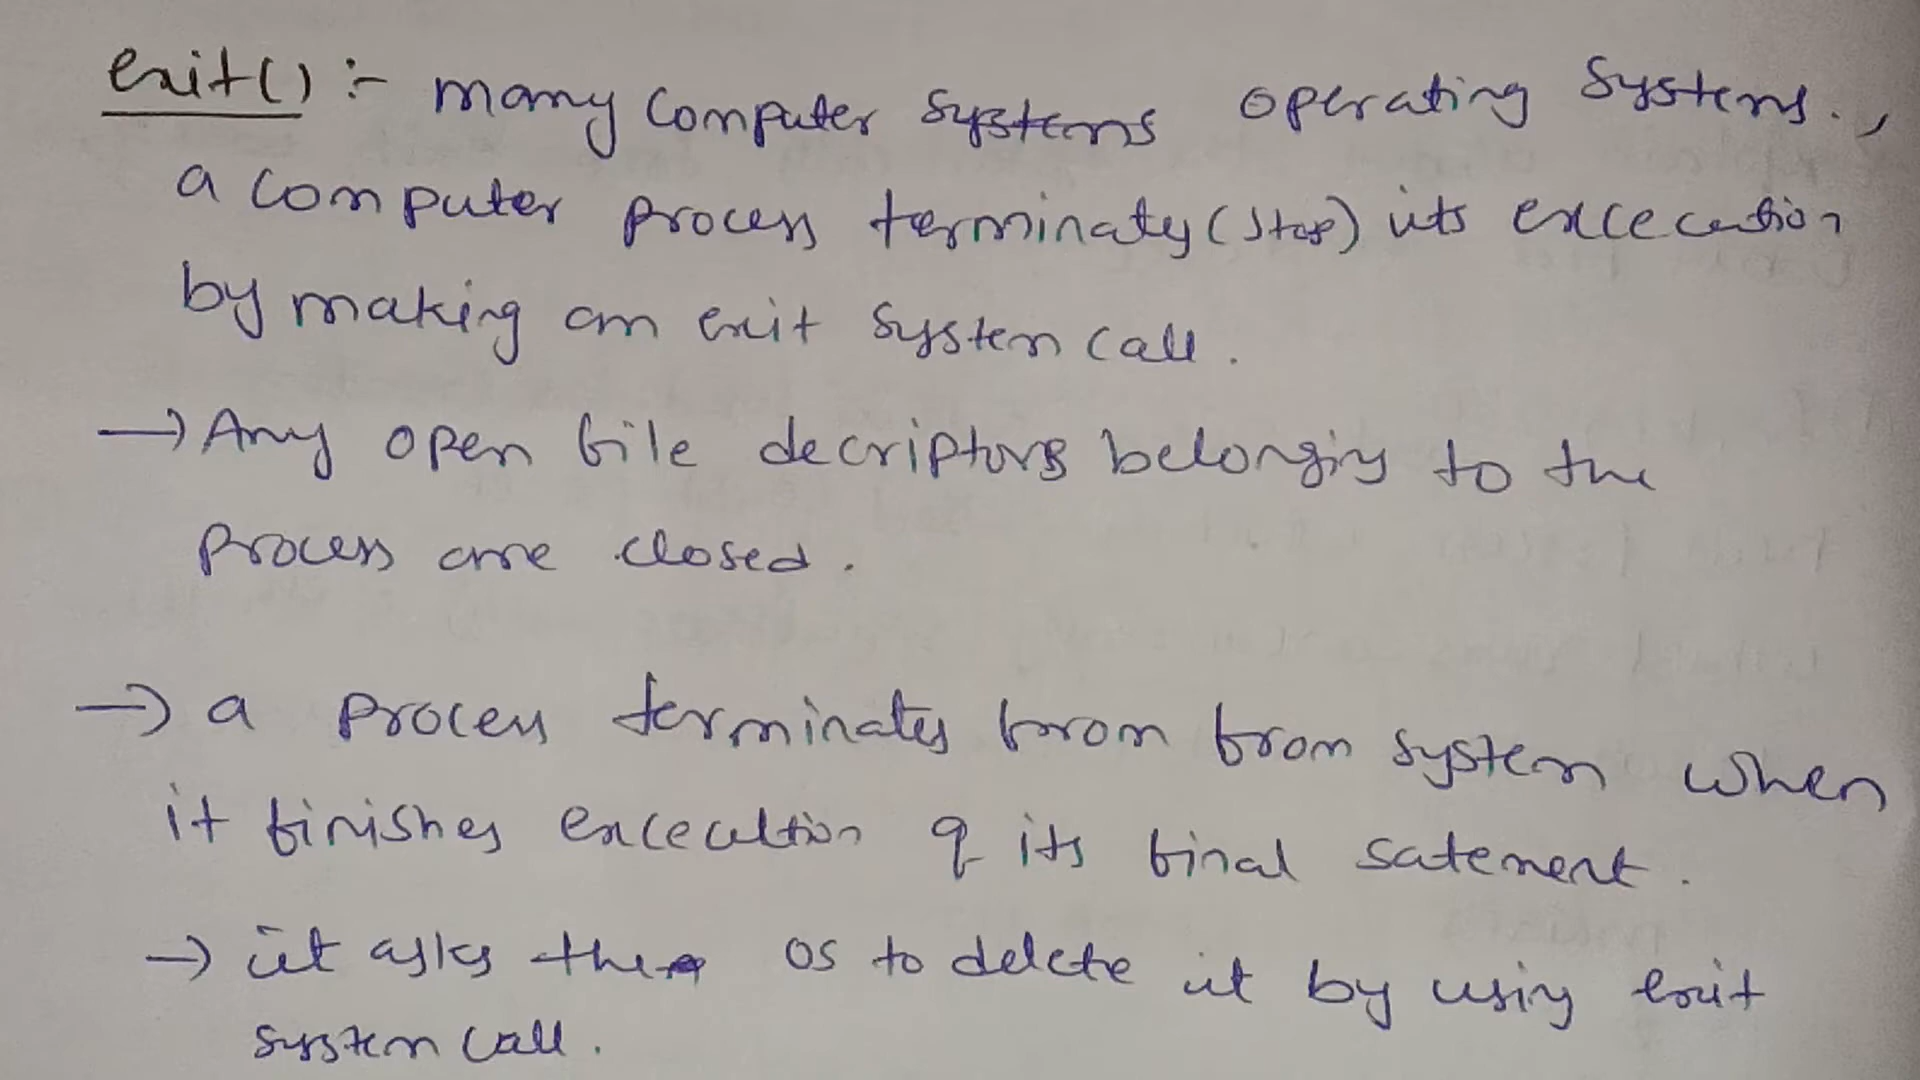 exit() :- many computer systems operating systems.,
a computer process terminates (stop) its excecution
by making an exit system call.
→ Any open file decriptors belonging to the
process are closed.
→ a process terminates from from system when
it finishes excecution of its final satement.
→ it asks the OS to delete it by using exit
system call.